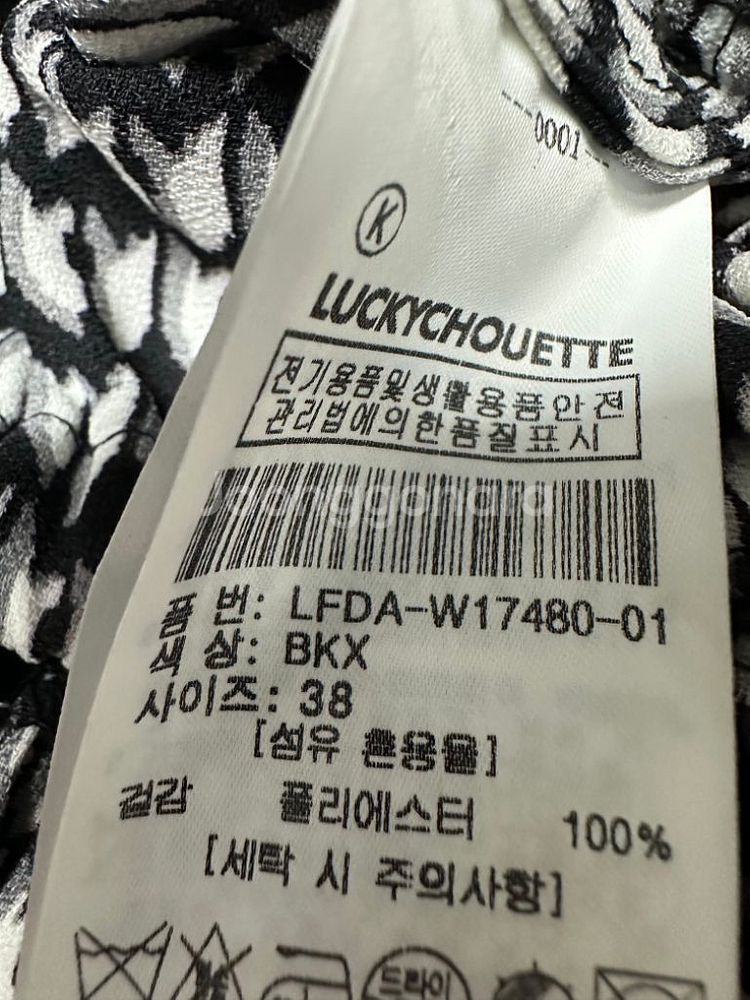 ---0001---
K
LUCKYCHOUETTE
전기용품및생활용품안전
관리법에의한품질표시
Joonggonara
품 번: LFDA-W17480-01
색 상: BKX
사이즈: 38
[섬유 혼용율]
겉감 폴리에스터 100%
[세탁 시 주의사항]
드라이